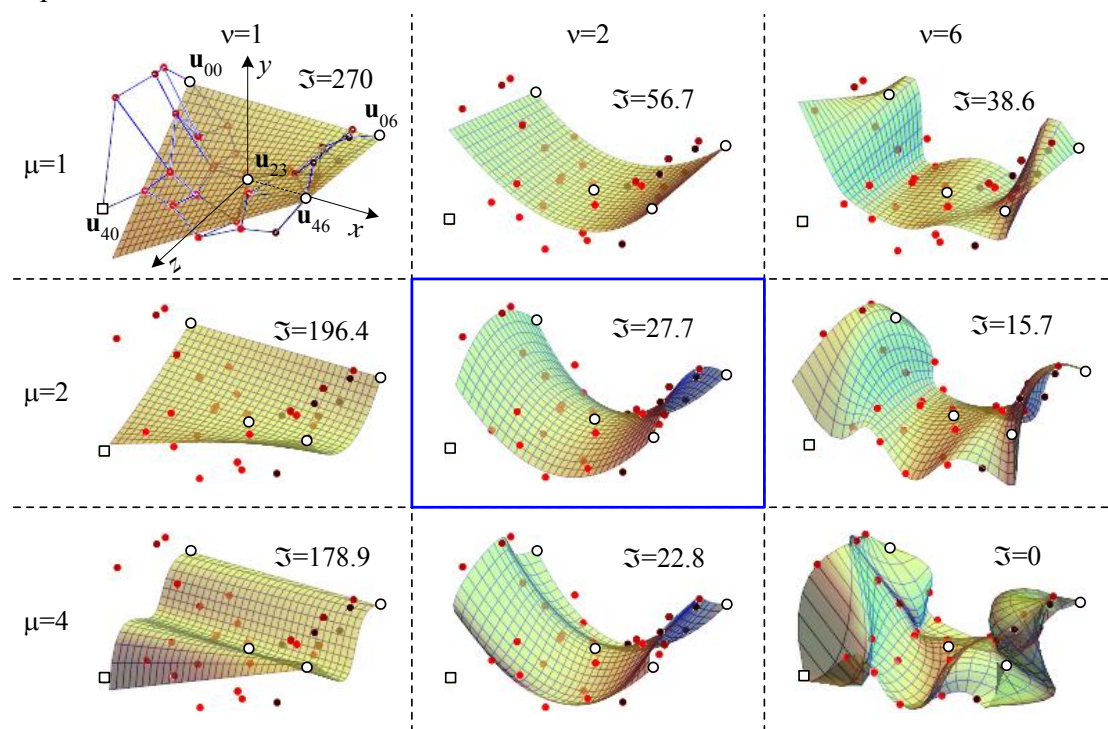 ν=1
ν=2
ν=6
μ=1
u₀₀
y
ℑ=270
u₀₆
u₂₃
u₄₀
u₄₆
x
z
ℑ=56.7
ℑ=38.6
μ=2
ℑ=196.4
ℑ=27.7
ℑ=15.7
μ=4
ℑ=178.9
ℑ=22.8
ℑ=0